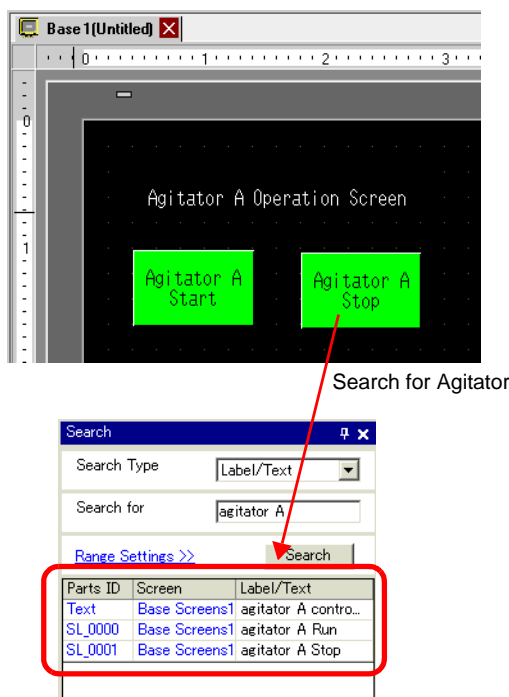 Base 1(Untitled)
0 1 2 3
0
1
Agitator A Operation Screen
Agitator A
Start
Agitator A
Stop
Search for Agitator
Search
Search Type Label/Text
Search for agitator A
Range Settings >> Search
Parts ID Screen Label/Text
Text Base Screens1 agitator A contro...
SL_0000 Base Screens1 agitator A Run
SL_0001 Base Screens1 agitator A Stop